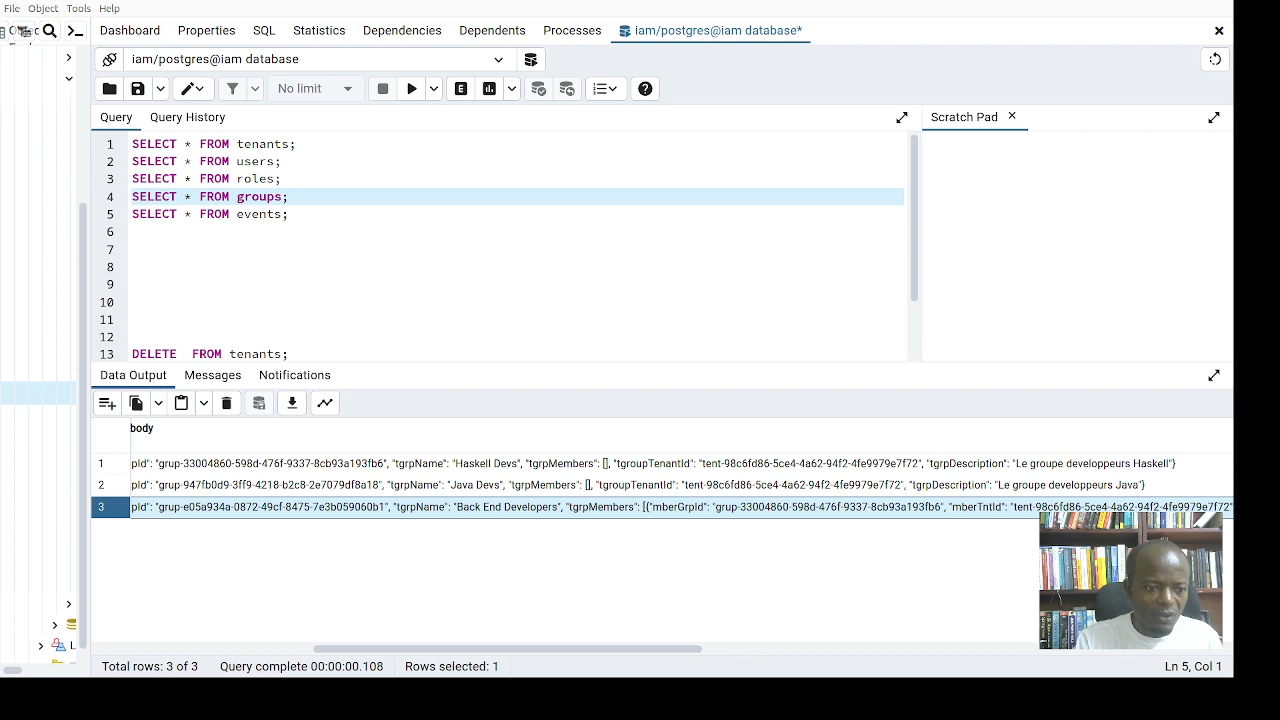 File Object Tools Help
Dashboard Properties SQL Statistics Dependencies Dependents Processes iam/postgres@iam database*
iam/postgres@iam database
No limit
Query Query History
Scratch Pad
1 SELECT * FROM tenants;
2 SELECT * FROM users;
3 SELECT * FROM roles;
4 SELECT * FROM groups;
5 SELECT * FROM events;
6
7
8
9
10
11
12
13 DELETE FROM tenants;
Data Output Messages Notifications
body
1 pId": "grup-33004860-598d-476f-9337-8cb93a193fb6", "tgrpName": "Haskell Devs", "tgrpMembers": [], "tgroupTenantId": "tent-98c6fd86-5ce4-4a62-94f2-4fe9979e7f72", "tgrpDescription": "Le groupe developpeurs Haskell"}
2 pId": "grup-947fb0d9-3ff9-4218-b2c8-2e7079df8a18", "tgrpName": "Java Devs", "tgrpMembers": [], "tgroupTenantId": "tent-98c6fd86-5ce4-4a62-94f2-4fe9979e7f72", "tgrpDescription": "Le groupe developpeurs Java"}
3 pId": "grup-e05a934a-0872-49cf-8475-7e3b059060b1", "tgrpName": "Back End Developers", "tgrpMembers": [{"mberGrpId": "grup-33004860-598d-476f-9337-8cb93a193fb6", "mberTntId": "tent-98c6fd86-5ce4-4a62-94f2-4fe9979e7f72"
Total rows: 3 of 3 Query complete 00:00:00.108 Rows selected: 1 Ln 5, Col 1